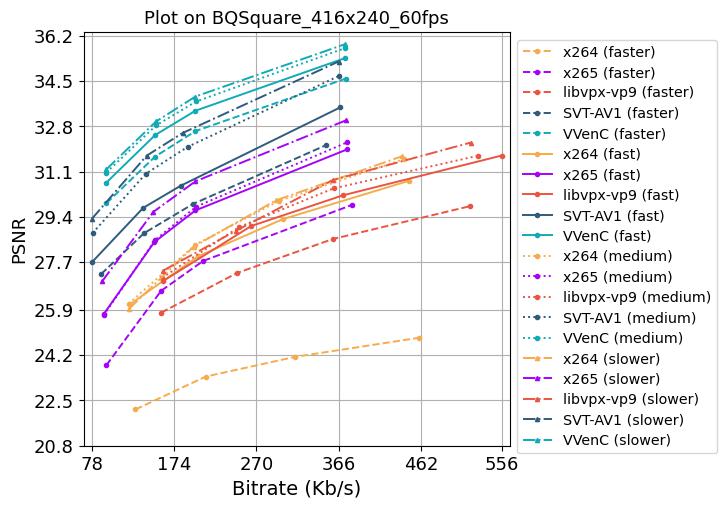 Plot on BQSquare_416x240_60fps
36.2
34.5
32.8
31.1
29.4
27.7
25.9
24.2
22.5
20.8
PSNR
78 174 270 366 462 556
Bitrate (Kb/s)
x264 (faster)
x265 (faster)
libvpx-vp9 (faster)
SVT-AV1 (faster)
VVenC (faster)
x264 (fast)
x265 (fast)
libvpx-vp9 (fast)
SVT-AV1 (fast)
VVenC (fast)
x264 (medium)
x265 (medium)
libvpx-vp9 (medium)
SVT-AV1 (medium)
VVenC (medium)
x264 (slower)
x265 (slower)
libvpx-vp9 (slower)
SVT-AV1 (slower)
VVenC (slower)